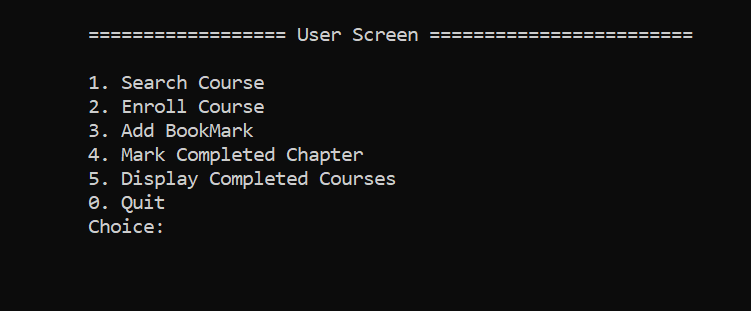 ================== User Screen ========================
1. Search Course
2. Enroll Course
3. Add BookMark
4. Mark Completed Chapter
5. Display Completed Courses
0. Quit
Choice: